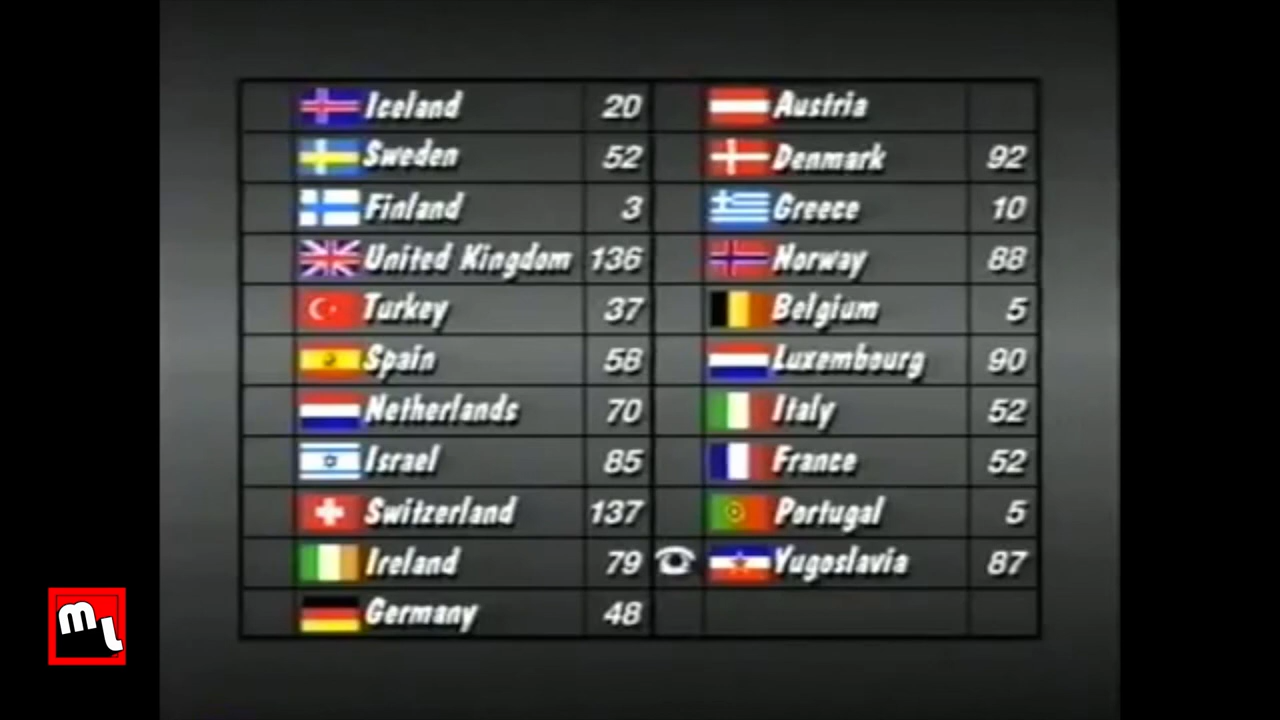 Iceland 20
Sweden 52
Finland 3
United Kingdom 136
Turkey 37
Spain 58
Netherlands 70
Israel 85
Switzerland 137
Ireland 79
Germany 48
Austria
Denmark 92
Greece 10
Norway 88
Belgium 5
Luxembourg 90
Italy 52
France 52
Portugal 5
Yugoslavia 87
mL